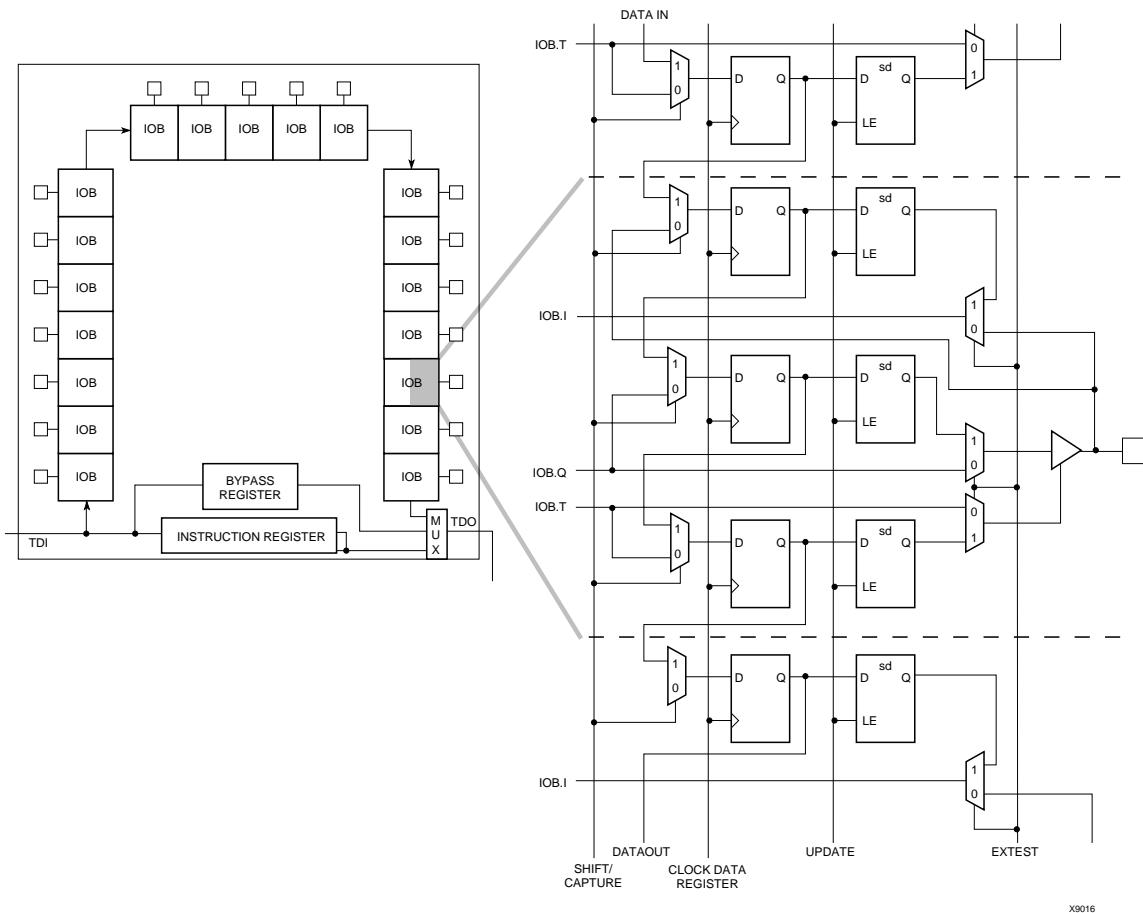 IOB IOB IOB IOB IOB
IOB
IOB
IOB
IOB
IOB
IOB
IOB
IOB
IOB
IOB
IOB
IOB
IOB
IOB
BYPASS
REGISTER
INSTRUCTION REGISTER
M
U
X
TDO
TDI
DATA IN
IOB.T
1
0
D Q
sd
D Q
LE
0
1
1
0
D Q
sd
D Q
LE
1
0
IOB.I
1
0
D Q
sd
D Q
LE
1
0
IOB.Q
IOB.T
0
1
1
0
D Q
sd
D Q
LE
1
0
D Q
sd
D Q
LE
1
0
IOB.I
SHIFT/
CAPTURE
DATAOUT
CLOCK DATA
REGISTER
UPDATE
EXTEST
X9016